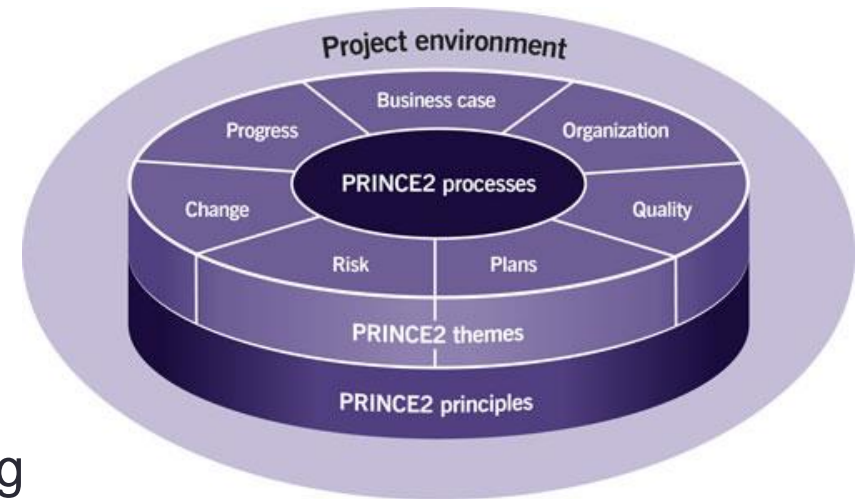 Project environment
Business case
Progress
Organization
PRINCE2 processes
Change
Quality
Risk
Plans
PRINCE2 themes
PRINCE2 principles
g